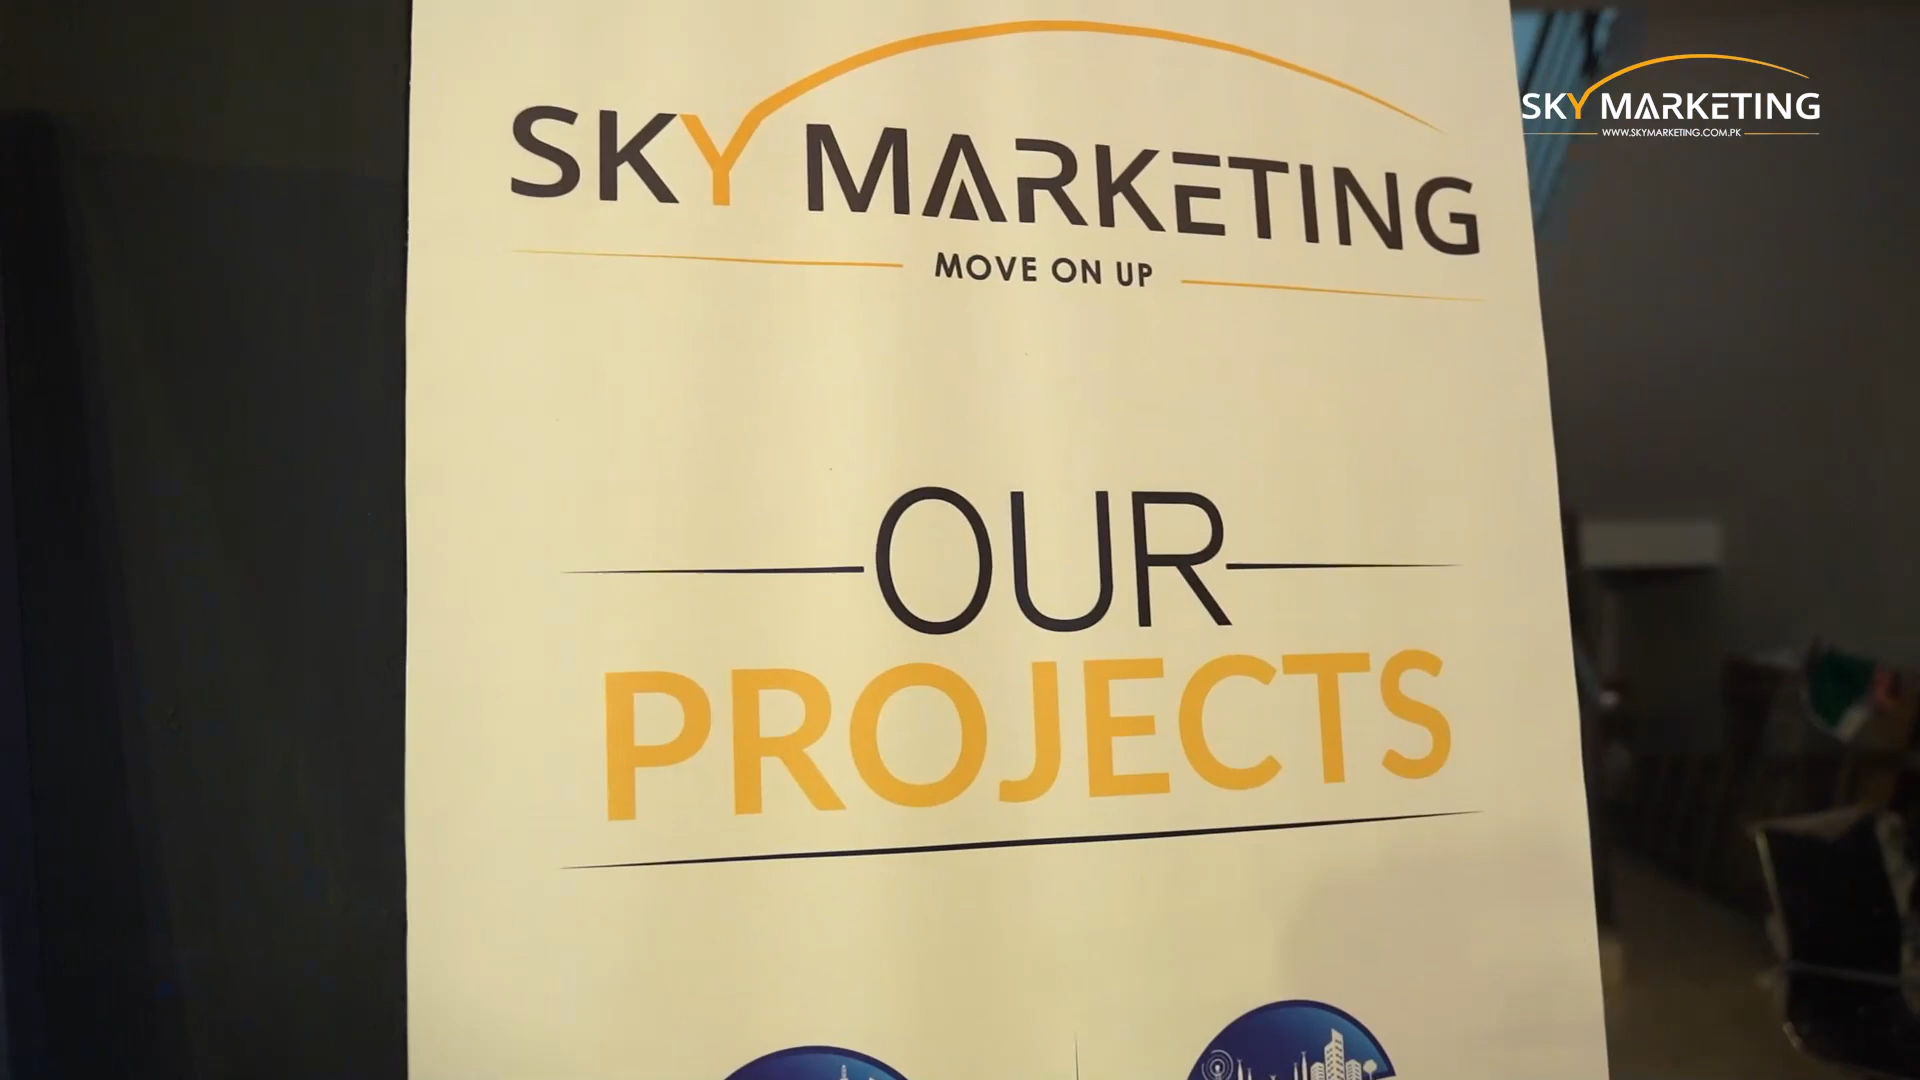 SKY MARKETING
MOVE ON UP
OUR
PROJECTS
SKY MARKETING
WWW.SKYMARKETING.COM.PK